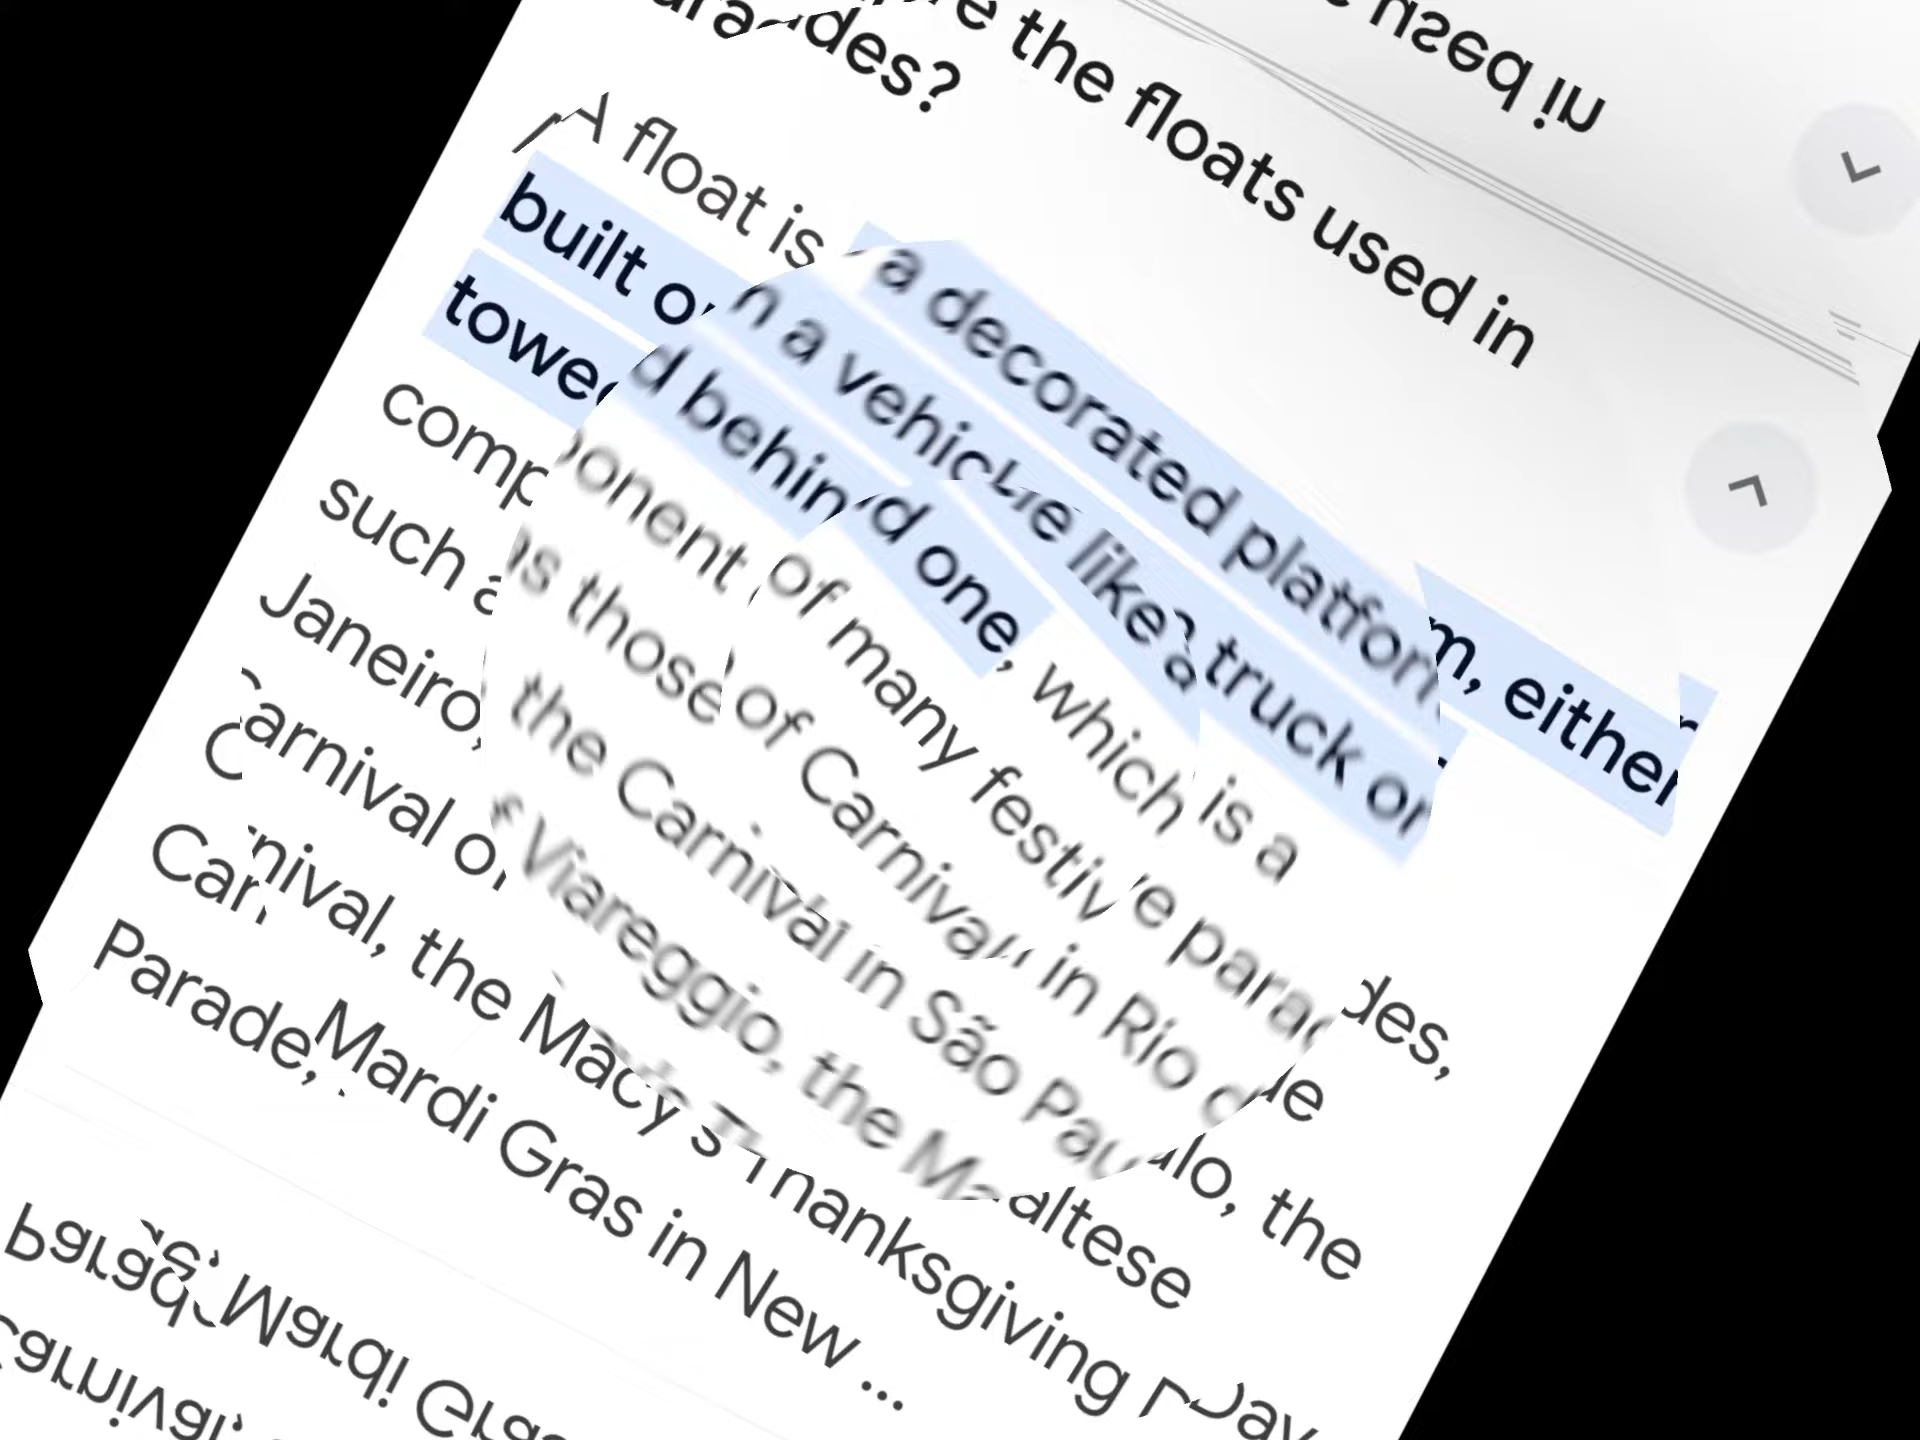 the floats used in
parades?
A float is a decorated platform, either
built on a vehicle like a truck or
towed behind one, which is a
component of many festive parades,
such as those of Carnival in Rio de
Janeiro, the Carnival in São Paulo, the
Carnival of Viareggio, the Maltese
Carnival, the Macy's Thanksgiving Day
Parade, Mardi Gras in New ...